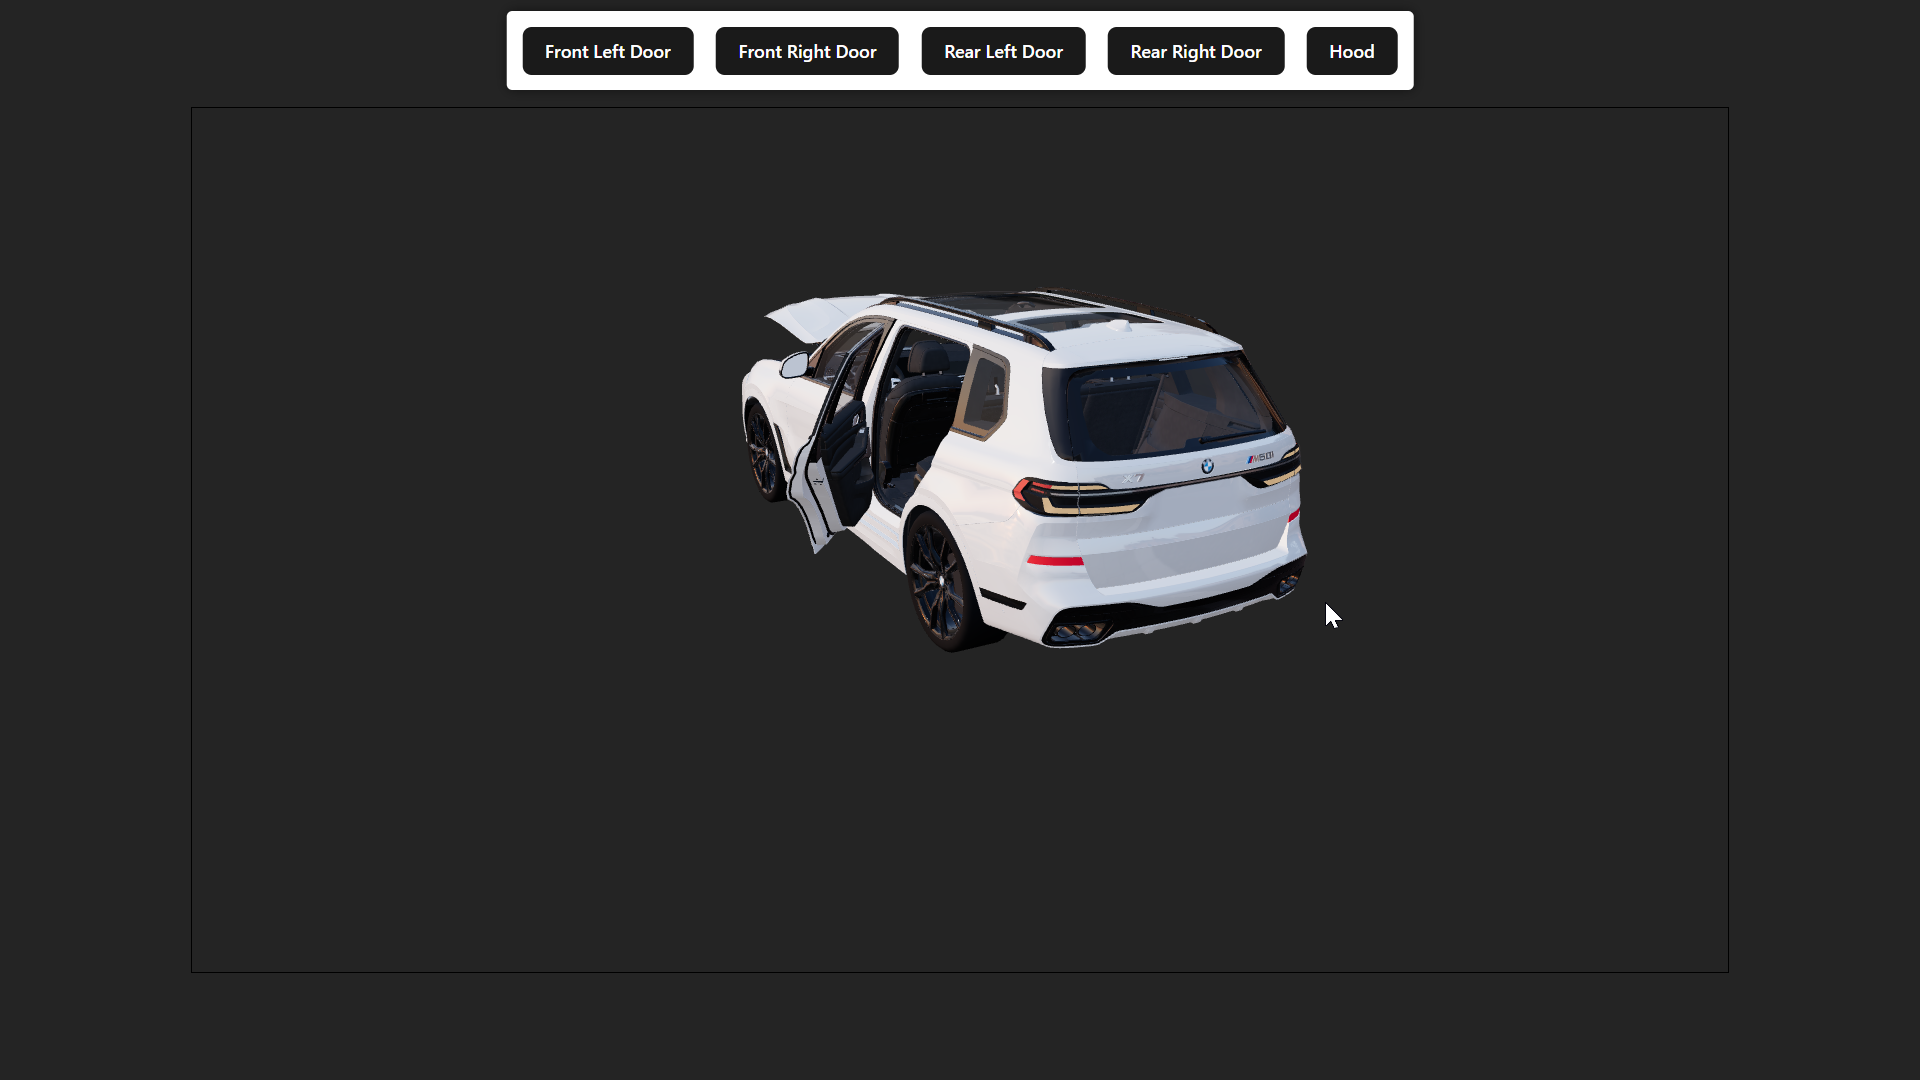 Front Left Door
Front Right Door
Rear Left Door
Rear Right Door
Hood
X7
M50i